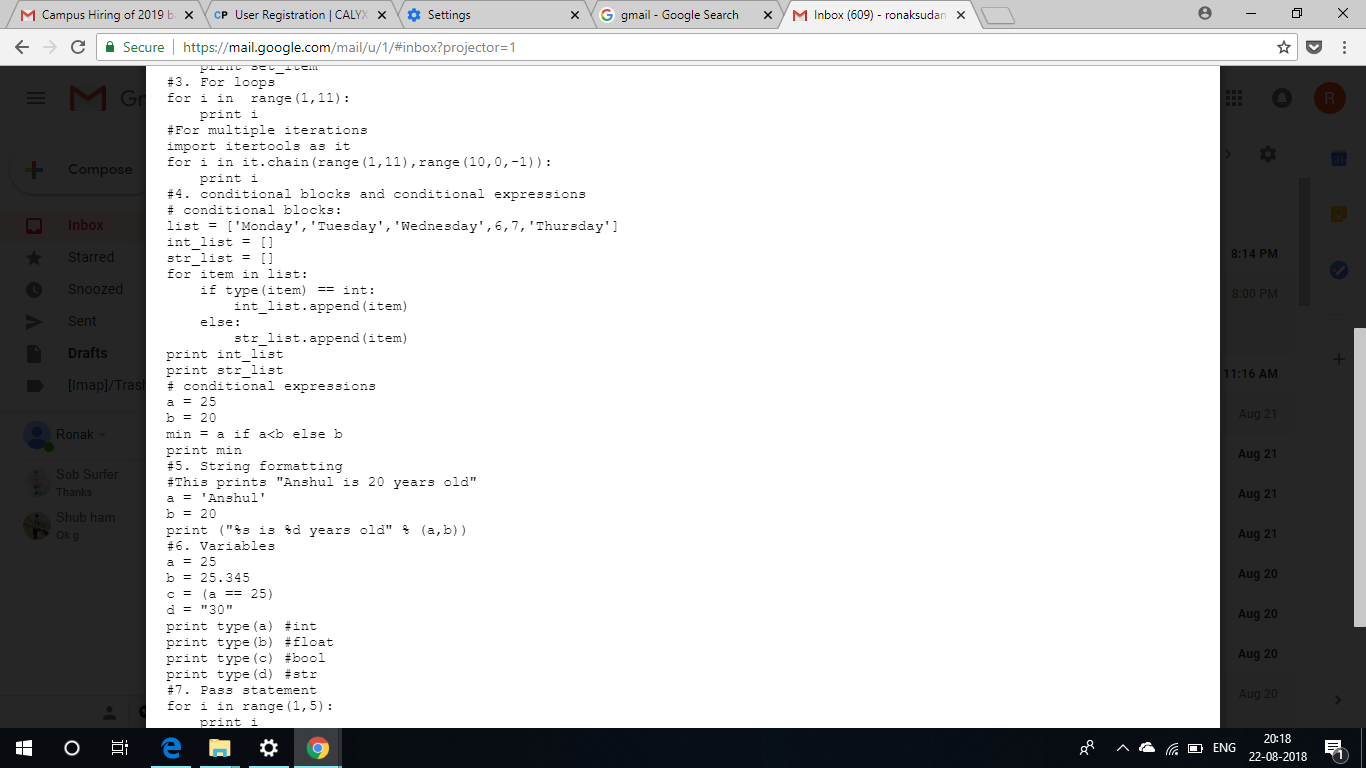 Campus Hiring of 2019 b
User Registration | CALYX
Settings
gmail - Google Search
Inbox (609) - ronaksudan
Secure
https://mail.google.com/mail/u/1/#inbox?projector=1
print set_item
#3. For loops
for i in  range(1,11):
    print i
#For multiple iterations
import itertools as it
for i in it.chain(range(1,11),range(10,0,-1)):
    print i
#4. conditional blocks and conditional expressions
# conditional blocks:
list = ['Monday','Tuesday','Wednesday',6,7,'Thursday']
int_list = []
str_list = []
for item in list:
    if type(item) == int:
        int_list.append(item)
    else:
        str_list.append(item)
print int_list
print str_list
# conditional expressions
a = 25
b = 20
min = a if a<b else b
print min
#5. String formatting
#This prints "Anshul is 20 years old"
a = 'Anshul'
b = 20
print ("%s is %d years old" % (a,b))
#6. Variables
a = 25
b = 25.345
c = (a == 25)
d = "30"
print type(a) #int
print type(b) #float
print type(c) #bool
print type(d) #str
#7. Pass statement
for i in range(1,5):
    print i
Compose
Inbox
Starred
Snoozed
Sent
Drafts
[Imap]/Trash
Ronak
Sob Surfer
Thanks
Shub ham
Ok g
R
8:14 PM
8:00 PM
11:16 AM
Aug 21
Aug 21
Aug 21
Aug 21
Aug 20
Aug 20
Aug 20
Aug 20
ENG
20:18
22-08-2018
1